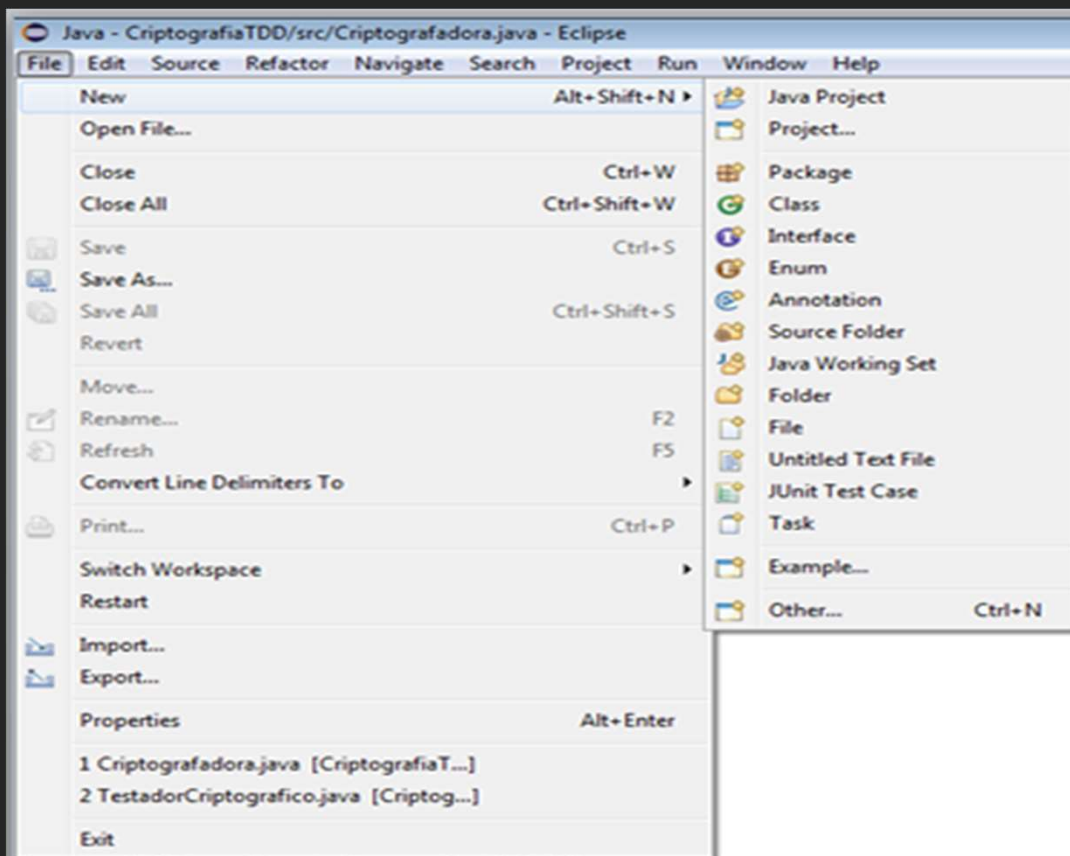 Java - CriptografiaTDD/src/Criptografadora.java - Eclipse
File Edit Source Refactor Navigate Search Project Run Window Help
New Alt+Shift+N
Open File...
Close Ctrl+W
Close All Ctrl+Shift+W
Save Ctrl+S
Save As...
Save All Ctrl+Shift+S
Revert
Move...
Rename... F2
Refresh F5
Convert Line Delimiters To
Print... Ctrl+P
Switch Workspace
Restart
Import...
Export...
Properties Alt+Enter
1 Criptografadora.java [CriptografiaT...]
2 TestadorCriptografico.java [Criptog...]
Exit
Java Project
Project...
Package
Class
Interface
Enum
Annotation
Source Folder
Java Working Set
Folder
File
Untitled Text File
JUnit Test Case
Task
Example...
Other... Ctrl+N